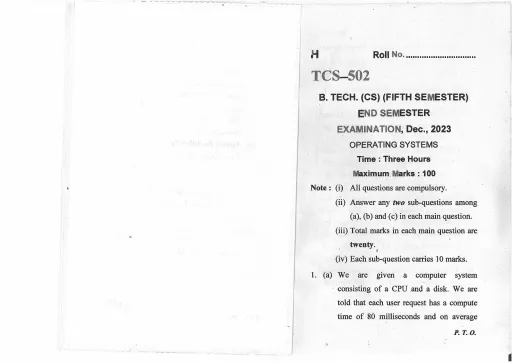 H Roll No. ................................
TCS–502
B. TECH. (CS) (FIFTH SEMESTER)
END SEMESTER
EXAMINATION, Dec., 2023
OPERATING SYSTEMS
Time : Three Hours
Maximum Marks : 100
Note : (i) All questions are compulsory.
(ii) Answer any two sub-questions among
(a), (b) and (c) in each main question.
(iii) Total marks in each main question are
twenty.
(iv) Each sub-question carries 10 marks.
1. (a) We are given a computer system
consisting of a CPU and a disk. We are
told that each user request has a compute
time of 80 milliseconds and on average
P. T. O.